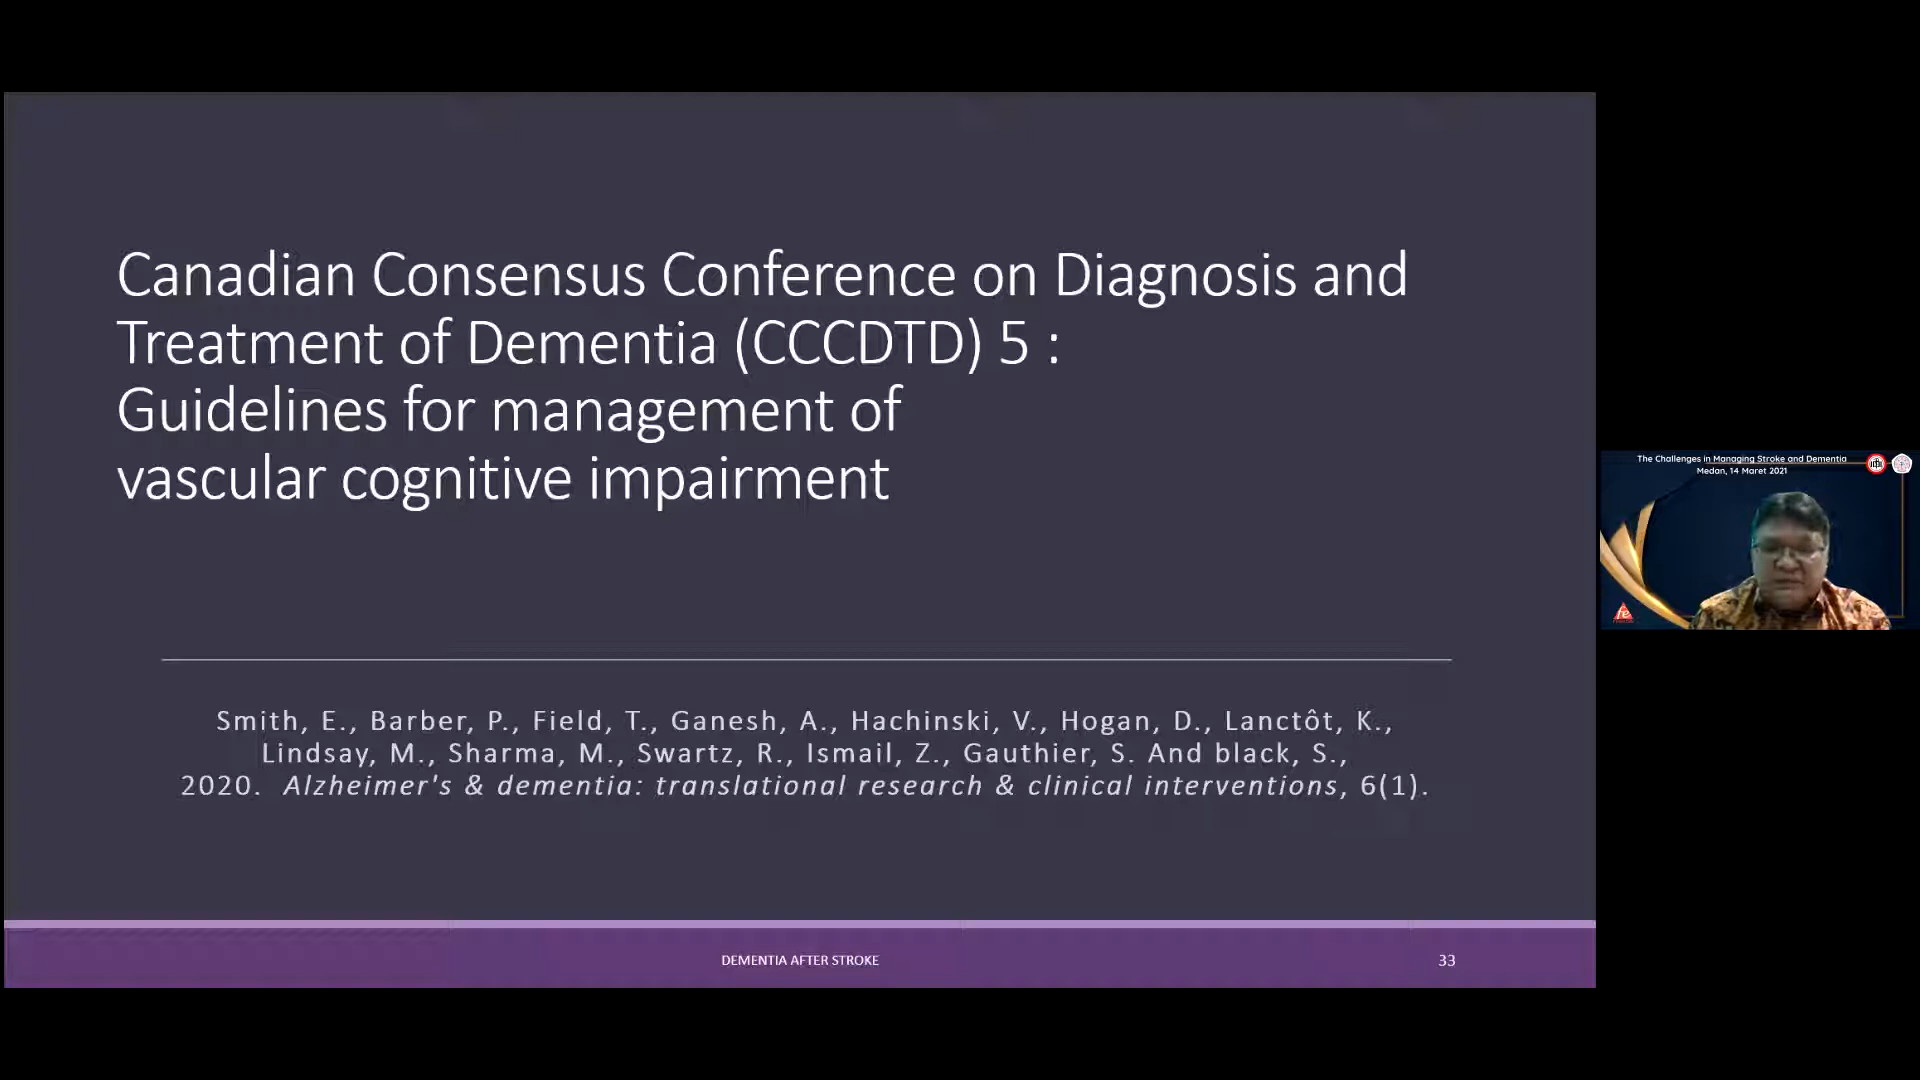 Canadian Consensus Conference on Diagnosis and
Treatment of Dementia (CCCDTD) 5 :
Guidelines for management of
vascular cognitive impairment
Smith, E., Barber, P., Field, T., Ganesh, A., Hachinski, V., Hogan, D., Lanctôt, K.,
Lindsay, M., Sharma, M., Swartz, R., Ismail, Z., Gauthier, S. And black, S.,
2020. Alzheimer's & dementia: translational research & clinical interventions, 6(1).
DEMENTIA AFTER STROKE
33
The Challenges in Managing Stroke and Dementia
Medan, 14 Maret 2021